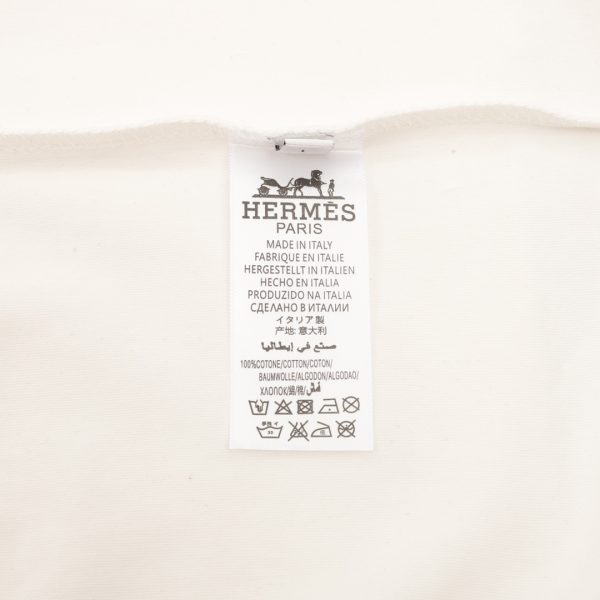 HERMÈS
PARIS
MADE IN ITALY
FABRIQUE EN ITALIE
HERGESTELLT IN ITALIEN
HECHO EN ITALIA
PRODUZIDO NA ITALIA
СДЕЛАНО В ИТАЛИИ
イタリア製
产地: 意大利
صنع في إيطاليا
100%COTONE/COTTON/COTON/
BAUMWOLLE/ALGODON/ALGODAO/
ХЛОПОК/綿/棉/
30